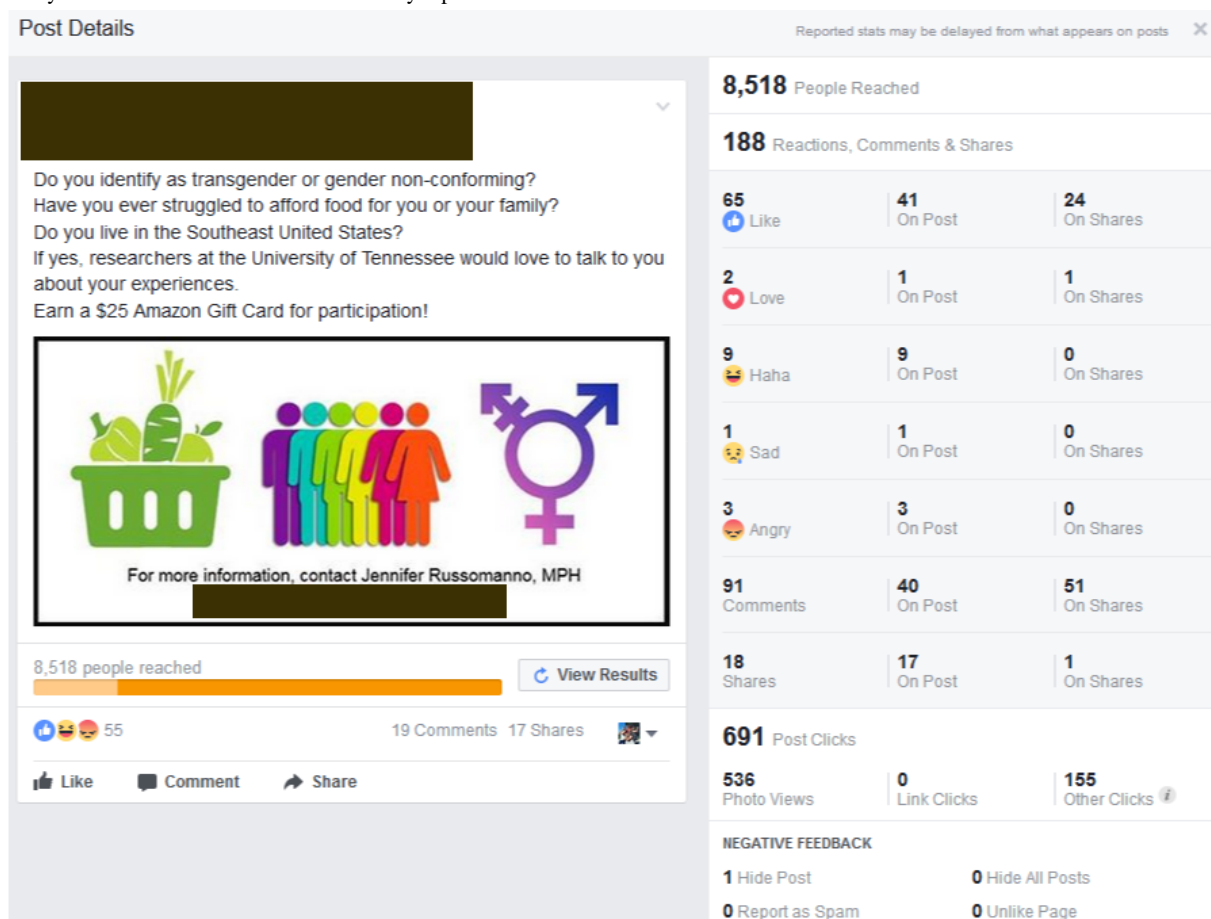 Post Details
Reported stats may be delayed from what appears on posts
Do you identify as transgender or gender non-conforming?
Have you ever struggled to afford food for you or your family?
Do you live in the Southeast United States?
If yes, researchers at the University of Tennessee would love to talk to you
about your experiences.
Earn a $25 Amazon Gift Card for participation!
For more information, contact Jennifer Russomanno, MPH
8,518 people reached
View Results
55
19 Comments 17 Shares
Like Comment Share
8,518 People Reached
188 Reactions, Comments & Shares
65 41 24
Like On Post On Shares
2 1 1
Love On Post On Shares
9 9 0
Haha On Post On Shares
1 1 0
Sad On Post On Shares
3 3 0
Angry On Post On Shares
91 40 51
Comments On Post On Shares
18 17 1
Shares On Post On Shares
691 Post Clicks
536 0 155
Photo Views Link Clicks Other Clicks i
NEGATIVE FEEDBACK
1 Hide Post 0 Hide All Posts
0 Report as Spam 0 Unlike Page